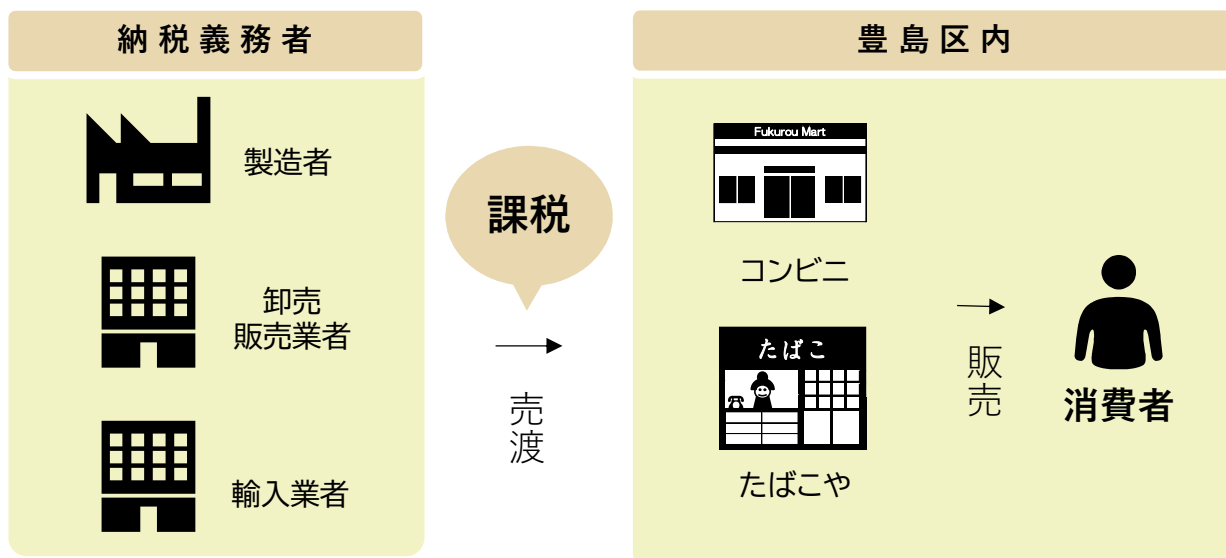 納税義務者
製造者
卸売
販売業者
輸入業者
課税
売渡
豊島区内
Fukurou Mart
コンビニ
たばこ
たばこや
販売
消費者